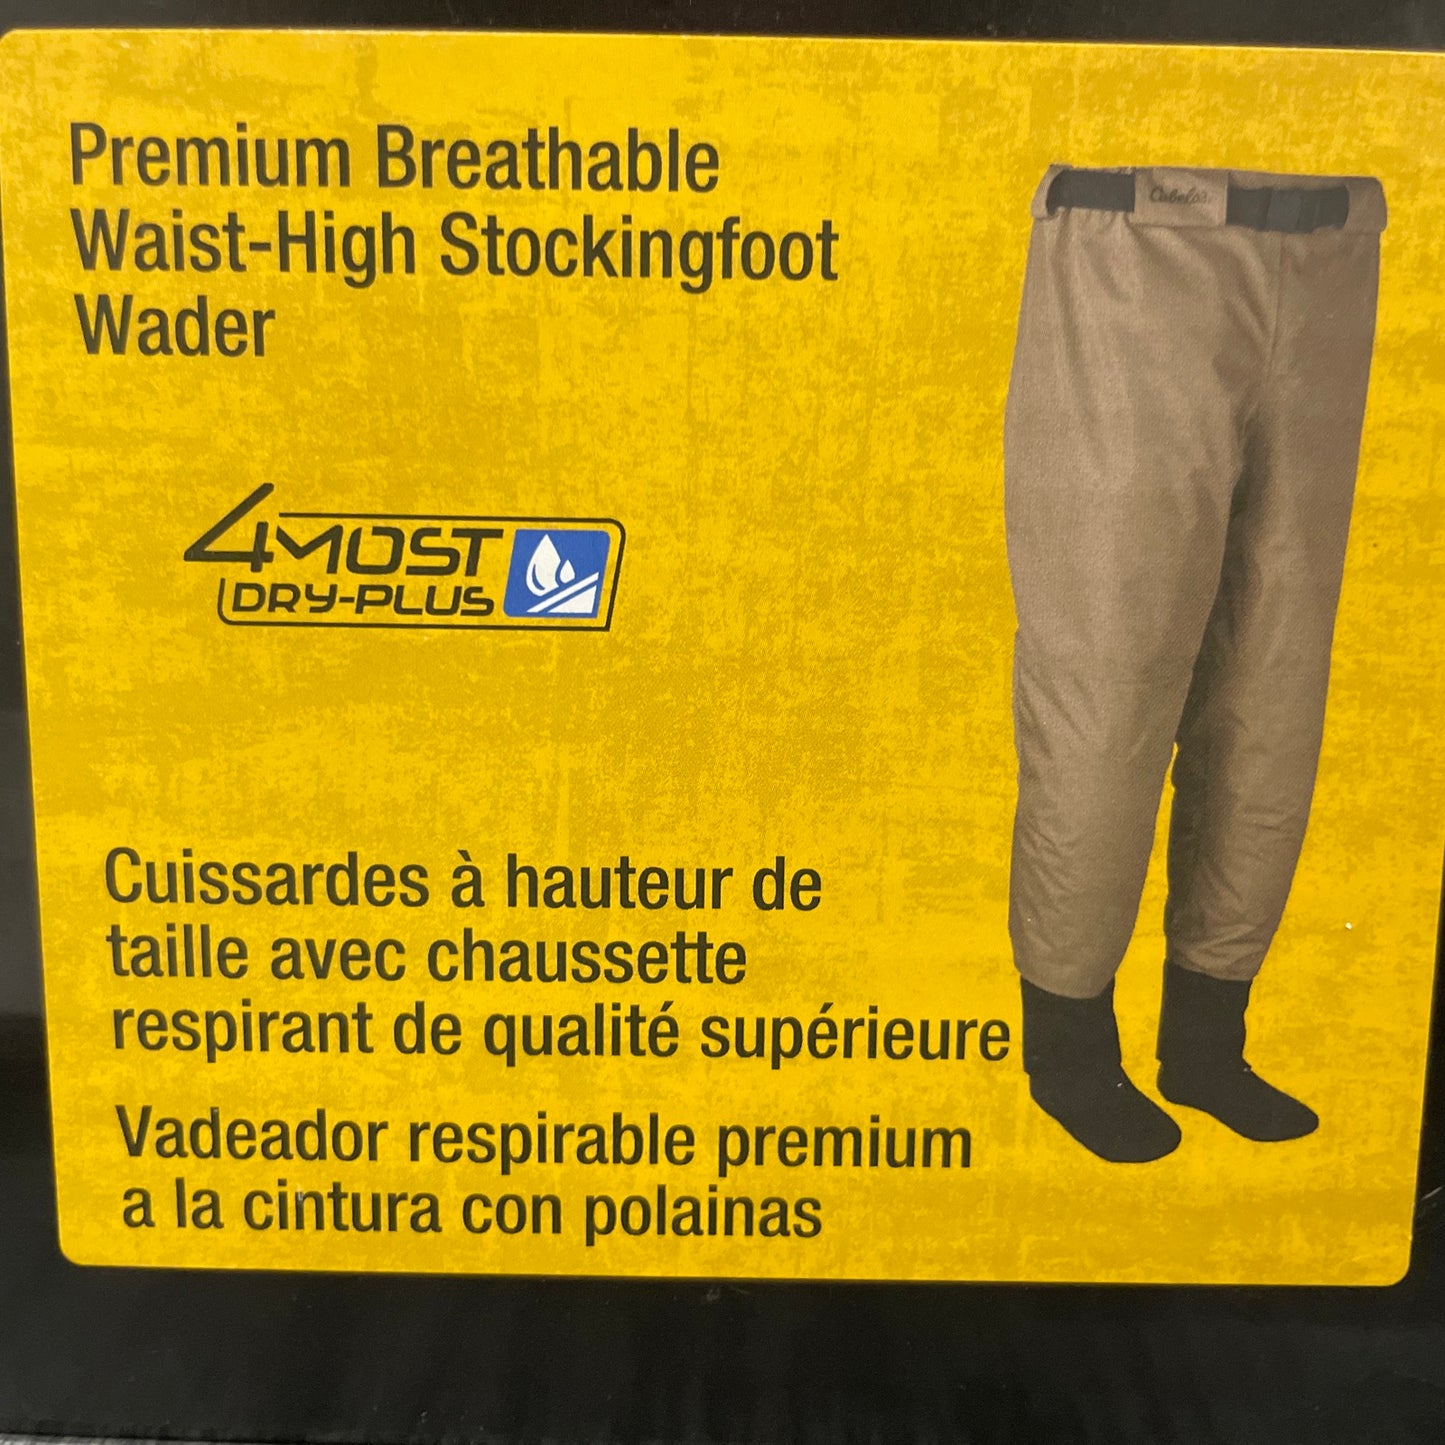 Premium Breathable
Waist-High Stockingfoot
Wader
Cabela's
4MOST
DRY-PLUS
Cuissardes à hauteur de
taille avec chaussette
respirant de qualité supérieure
Vadeador respirable premium
a la cintura con polainas